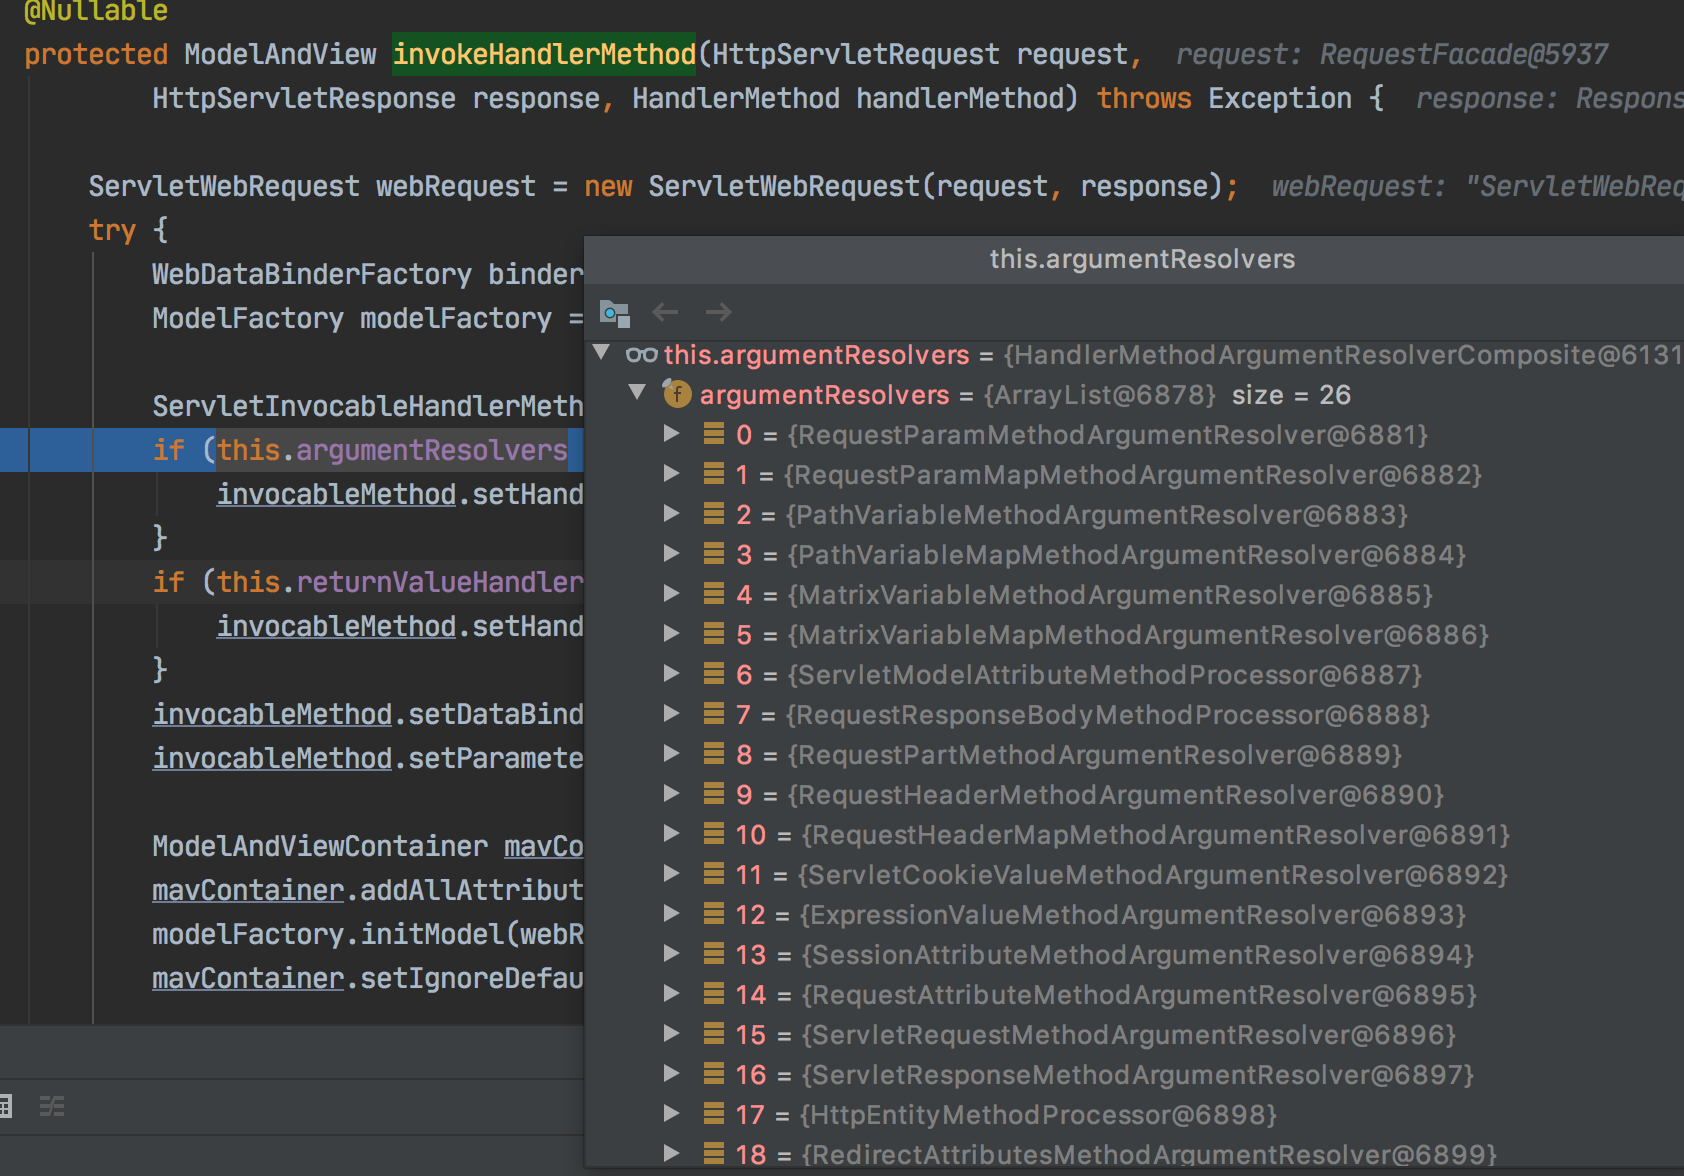 @Nullable
protected ModelAndView invokeHandlerMethod(HttpServletRequest request, request: RequestFacade@5937
HttpServletResponse response, HandlerMethod handlerMethod) throws Exception { response: Respons
ServletWebRequest webRequest = new ServletWebRequest(request, response); webRequest: "ServletWebReq
try {
WebDataBinderFactory binder
ModelFactory modelFactory =
ServletInvocableHandlerMeth
if (this.argumentResolvers
invocableMethod.setHand
}
if (this.returnValueHandler
invocableMethod.setHand
}
invocableMethod.setDataBind
invocableMethod.setParamete
ModelAndViewContainer mavCo
mavContainer.addAllAttribut
modelFactory.initModel(webR
mavContainer.setIgnoreDefau
this.argumentResolvers
this.argumentResolvers = {HandlerMethodArgumentResolverComposite@6131
f argumentResolvers = {ArrayList@6878} size = 26
0 = {RequestParamMethodArgumentResolver@6881}
1 = {RequestParamMapMethodArgumentResolver@6882}
2 = {PathVariableMethodArgumentResolver@6883}
3 = {PathVariableMapMethodArgumentResolver@6884}
4 = {MatrixVariableMethodArgumentResolver@6885}
5 = {MatrixVariableMapMethodArgumentResolver@6886}
6 = {ServletModelAttributeMethodProcessor@6887}
7 = {RequestResponseBodyMethodProcessor@6888}
8 = {RequestPartMethodArgumentResolver@6889}
9 = {RequestHeaderMethodArgumentResolver@6890}
10 = {RequestHeaderMapMethodArgumentResolver@6891}
11 = {ServletCookieValueMethodArgumentResolver@6892}
12 = {ExpressionValueMethodArgumentResolver@6893}
13 = {SessionAttributeMethodArgumentResolver@6894}
14 = {RequestAttributeMethodArgumentResolver@6895}
15 = {ServletRequestMethodArgumentResolver@6896}
16 = {ServletResponseMethodArgumentResolver@6897}
17 = {HttpEntityMethodProcessor@6898}
18 = {RedirectAttributesMethodArgumentResolver@6899}